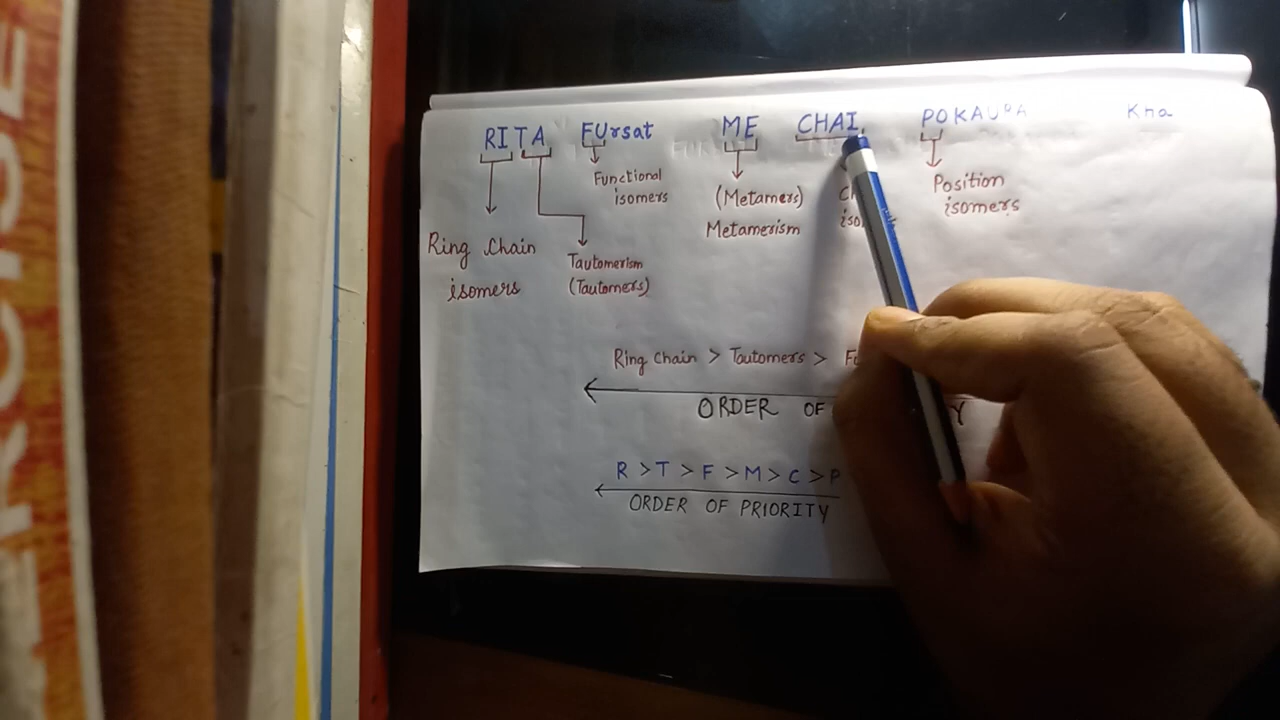 RITA FUrsat ME CHAI POKAURA Kha
Functional
isomers
(Metamers)
Metamerism
Position
isomers
Ring Chain
isomers
Tautomerism
(Tautomers)
Ring Chain > Tautomers >
ORDER OF
R > T > F > M > C > P
ORDER OF PRIORITY